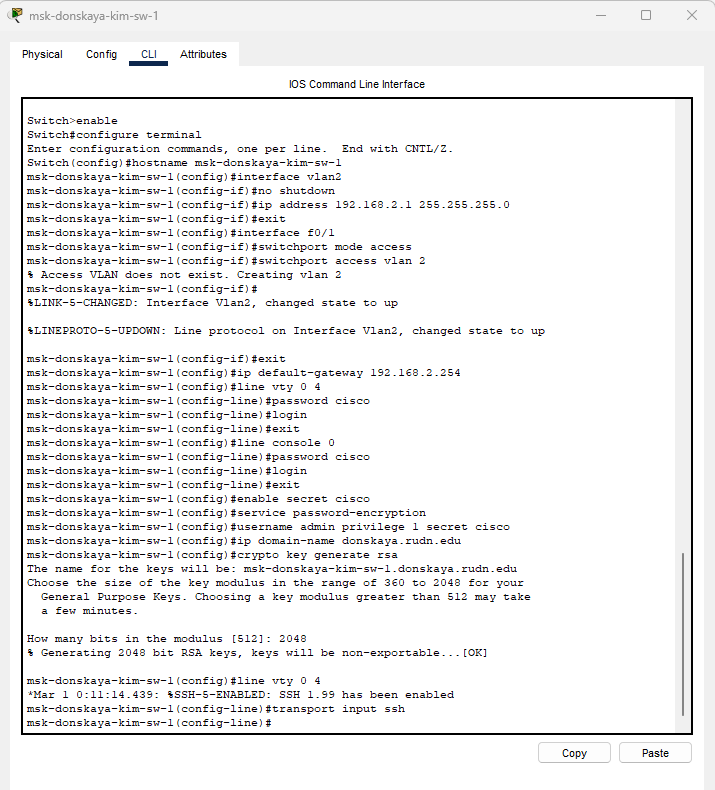 msk-donskaya-kim-sw-1
Physical Config CLI Attributes
IOS Command Line Interface
Switch>enable
Switch#configure terminal
Enter configuration commands, one per line.  End with CNTL/Z.
Switch(config)#hostname msk-donskaya-kim-sw-1
msk-donskaya-kim-sw-1(config)#interface vlan2
msk-donskaya-kim-sw-1(config-if)#no shutdown
msk-donskaya-kim-sw-1(config-if)#ip address 192.168.2.1 255.255.255.0
msk-donskaya-kim-sw-1(config-if)#exit
msk-donskaya-kim-sw-1(config)#interface f0/1
msk-donskaya-kim-sw-1(config-if)#switchport mode access
msk-donskaya-kim-sw-1(config-if)#switchport access vlan 2
% Access VLAN does not exist. Creating vlan 2
msk-donskaya-kim-sw-1(config-if)#
%LINK-5-CHANGED: Interface Vlan2, changed state to up
%LINEPROTO-5-UPDOWN: Line protocol on Interface Vlan2, changed state to up
msk-donskaya-kim-sw-1(config-if)#exit
msk-donskaya-kim-sw-1(config)#ip default-gateway 192.168.2.254
msk-donskaya-kim-sw-1(config)#line vty 0 4
msk-donskaya-kim-sw-1(config-line)#password cisco
msk-donskaya-kim-sw-1(config-line)#login
msk-donskaya-kim-sw-1(config-line)#exit
msk-donskaya-kim-sw-1(config)#line console 0
msk-donskaya-kim-sw-1(config-line)#password cisco
msk-donskaya-kim-sw-1(config-line)#login
msk-donskaya-kim-sw-1(config-line)#exit
msk-donskaya-kim-sw-1(config)#enable secret cisco
msk-donskaya-kim-sw-1(config)#service password-encryption
msk-donskaya-kim-sw-1(config)#username admin privilege 1 secret cisco
msk-donskaya-kim-sw-1(config)#ip domain-name donskaya.rudn.edu
msk-donskaya-kim-sw-1(config)#crypto key generate rsa
The name for the keys will be: msk-donskaya-kim-sw-1.donskaya.rudn.edu
Choose the size of the key modulus in the range of 360 to 2048 for your
General Purpose Keys. Choosing a key modulus greater than 512 may take
a few minutes.
How many bits in the modulus [512]: 2048
% Generating 2048 bit RSA keys, keys will be non-exportable...[OK]
msk-donskaya-kim-sw-1(config)#line vty 0 4
*Mar 1 0:11:14.439: %SSH-5-ENABLED: SSH 1.99 has been enabled
msk-donskaya-kim-sw-1(config-line)#transport input ssh
msk-donskaya-kim-sw-1(config-line)#
Copy Paste